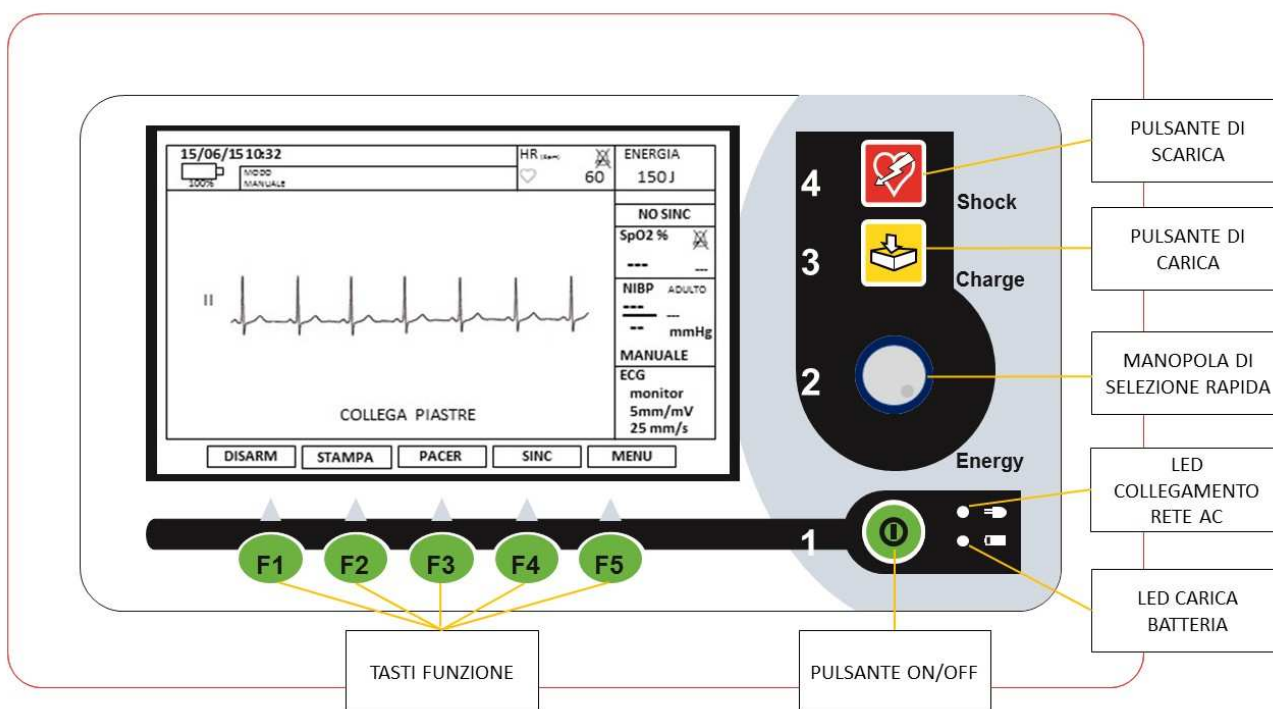 15/06/15 10:32
100%
MODO
MANUALE
HR (Bpm)
60
ENERGIA
150 J
NO SINC
SpO2 %
---
---
NIBP ADULTO
---
---
--
mmHg
MANUALE
ECG
monitor
5mm/mV
25 mm/s
II
COLLEGA PIASTRE
DISARM
STAMPA
PACER
SINC
MENU
4
Shock
3
Charge
2
Energy
1
F1
F2
F3
F4
F5
PULSANTE DI
SCARICA
PULSANTE DI
CARICA
MANOPOLA DI
SELEZIONE RAPIDA
LED
COLLEGAMENTO
RETE AC
LED CARICA
BATTERIA
TASTI FUNZIONE
PULSANTE ON/OFF